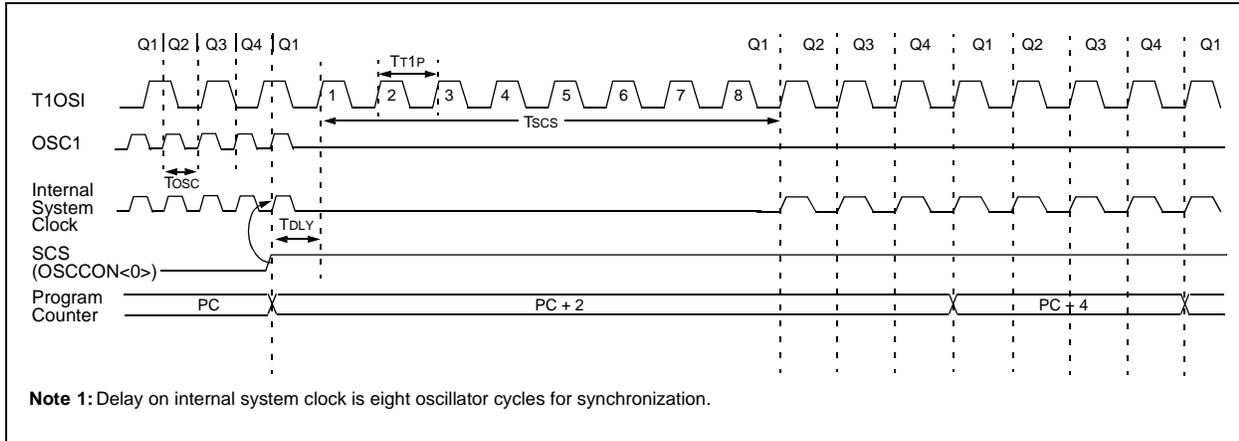 Q1 Q2 Q3 Q4 Q1 Q1 Q2 Q3 Q4 Q1 Q2 Q3 Q4 Q1
TT1P
T1OSI
1 2 3 4 5 6 7 8
TSCS
OSC1
TOSC
Internal
System
Clock
TDLY
SCS
(OSCCON<0>)
Program
Counter
PC PC + 2 PC + 4
Note 1: Delay on internal system clock is eight oscillator cycles for synchronization.